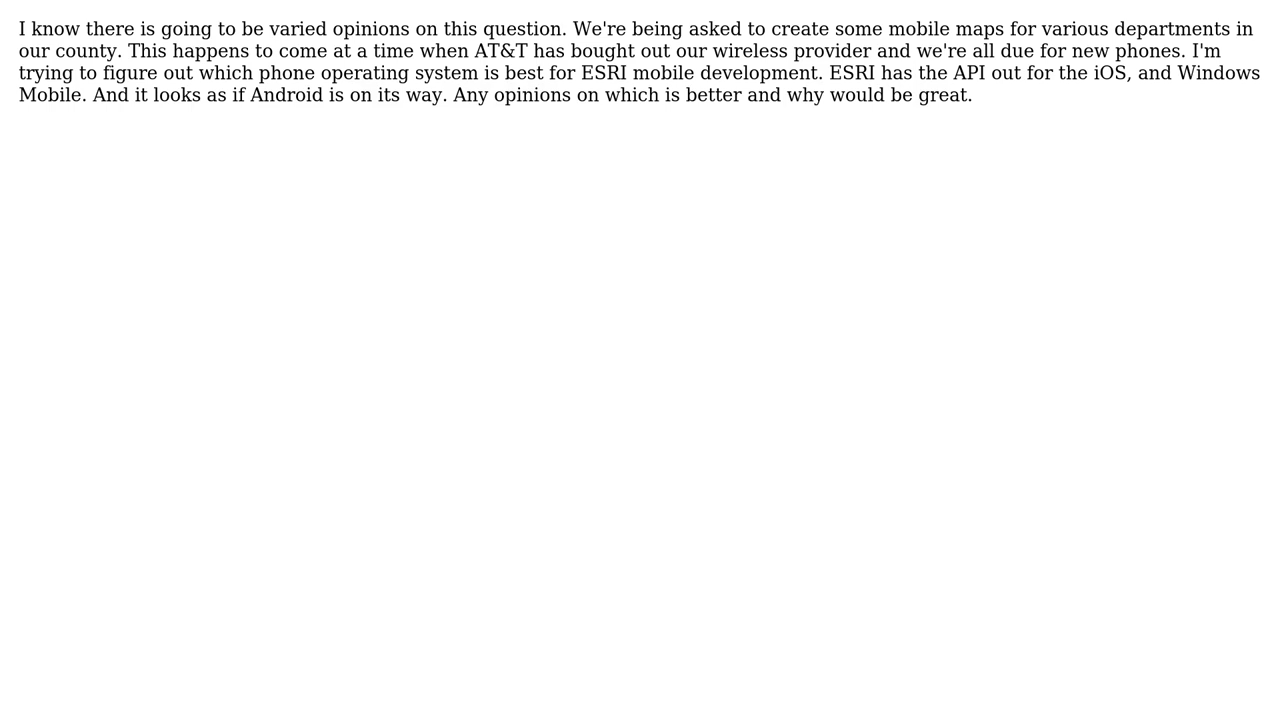 I know there is going to be varied opinions on this question. We're being asked to create some mobile maps for various departments in
our county. This happens to come at a time when AT&T has bought out our wireless provider and we're all due for new phones. I'm
trying to figure out which phone operating system is best for ESRI mobile development. ESRI has the API out for the iOS, and Windows
Mobile. And it looks as if Android is on its way. Any opinions on which is better and why would be great.